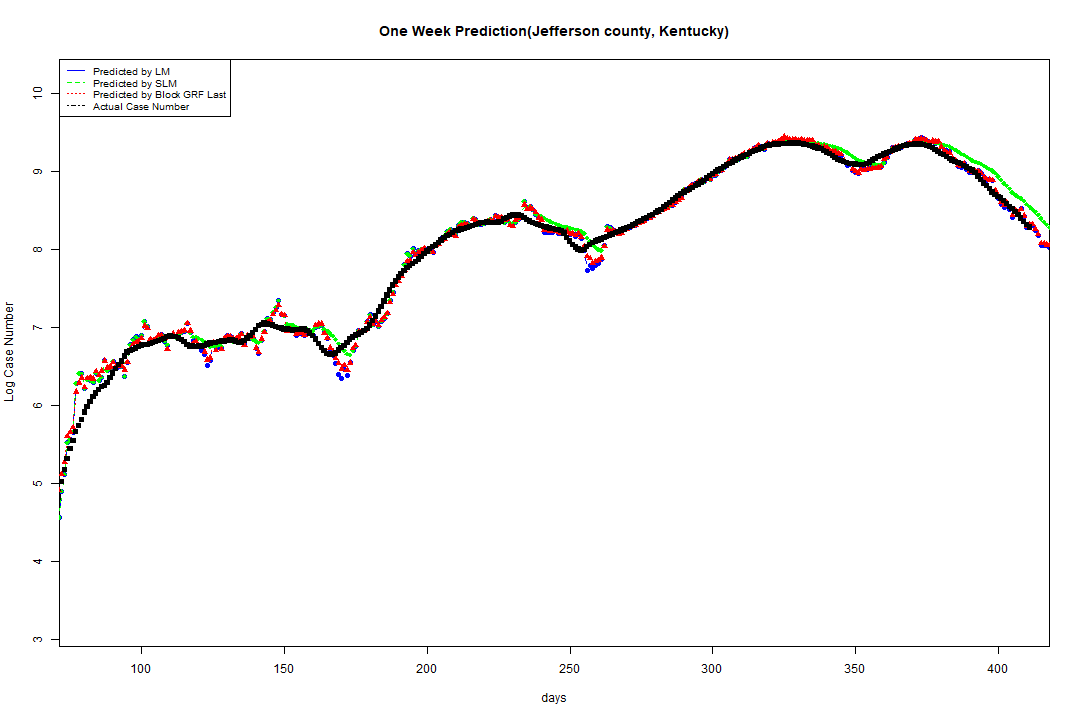 One Week Prediction(Jefferson county, Kentucky)
Predicted by LM
Predicted by SLM
Predicted by Block GRF Last
Actual Case Number
10
9
8
7
6
5
4
3
Log Case Number
100 150 200 250 300 350 400
days